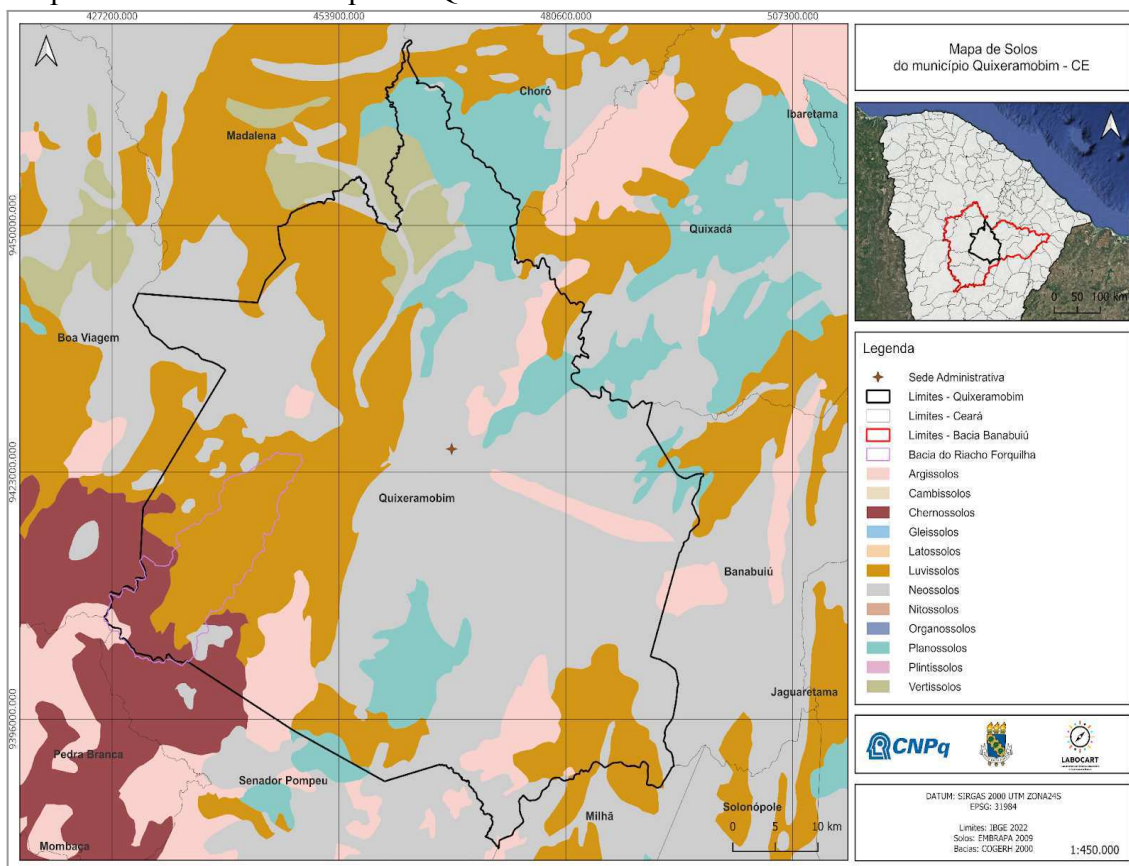 427200.000 453900.000 480600.000 507300.000
Choró
Ibaretama
Madalena
9450000.000
Quixadá
Boa Viagem
9423000.000
Quixeramobim
Banabuiú
Jaguaretama
9396000.000
Pedra Branca
Senador Pompeu
Solonópole
Milhã
Mombaça
0 5 10 km
Mapa de Solos
do município Quixeramobim - CE
0 50 100 km
Legenda
Sede Administrativa
Limites - Quixeramobim
Limites - Ceará
Limites - Bacia Banabuiú
Bacia do Riacho Forquilha
Argissolos
Cambissolos
Chernossolos
Gleissolos
Latossolos
Luvissolos
Neossolos
Nitossolos
Organossolos
Planossolos
Plintissolos
Vertissolos
CNPq
LABOCART
DATUM: SIRGAS 2000 UTM ZONA24S
EPSG: 31984
Limites: IBGE 2022
Solos: EMBRAPA 2009
Bacias: COGERH 2000
1:450.000